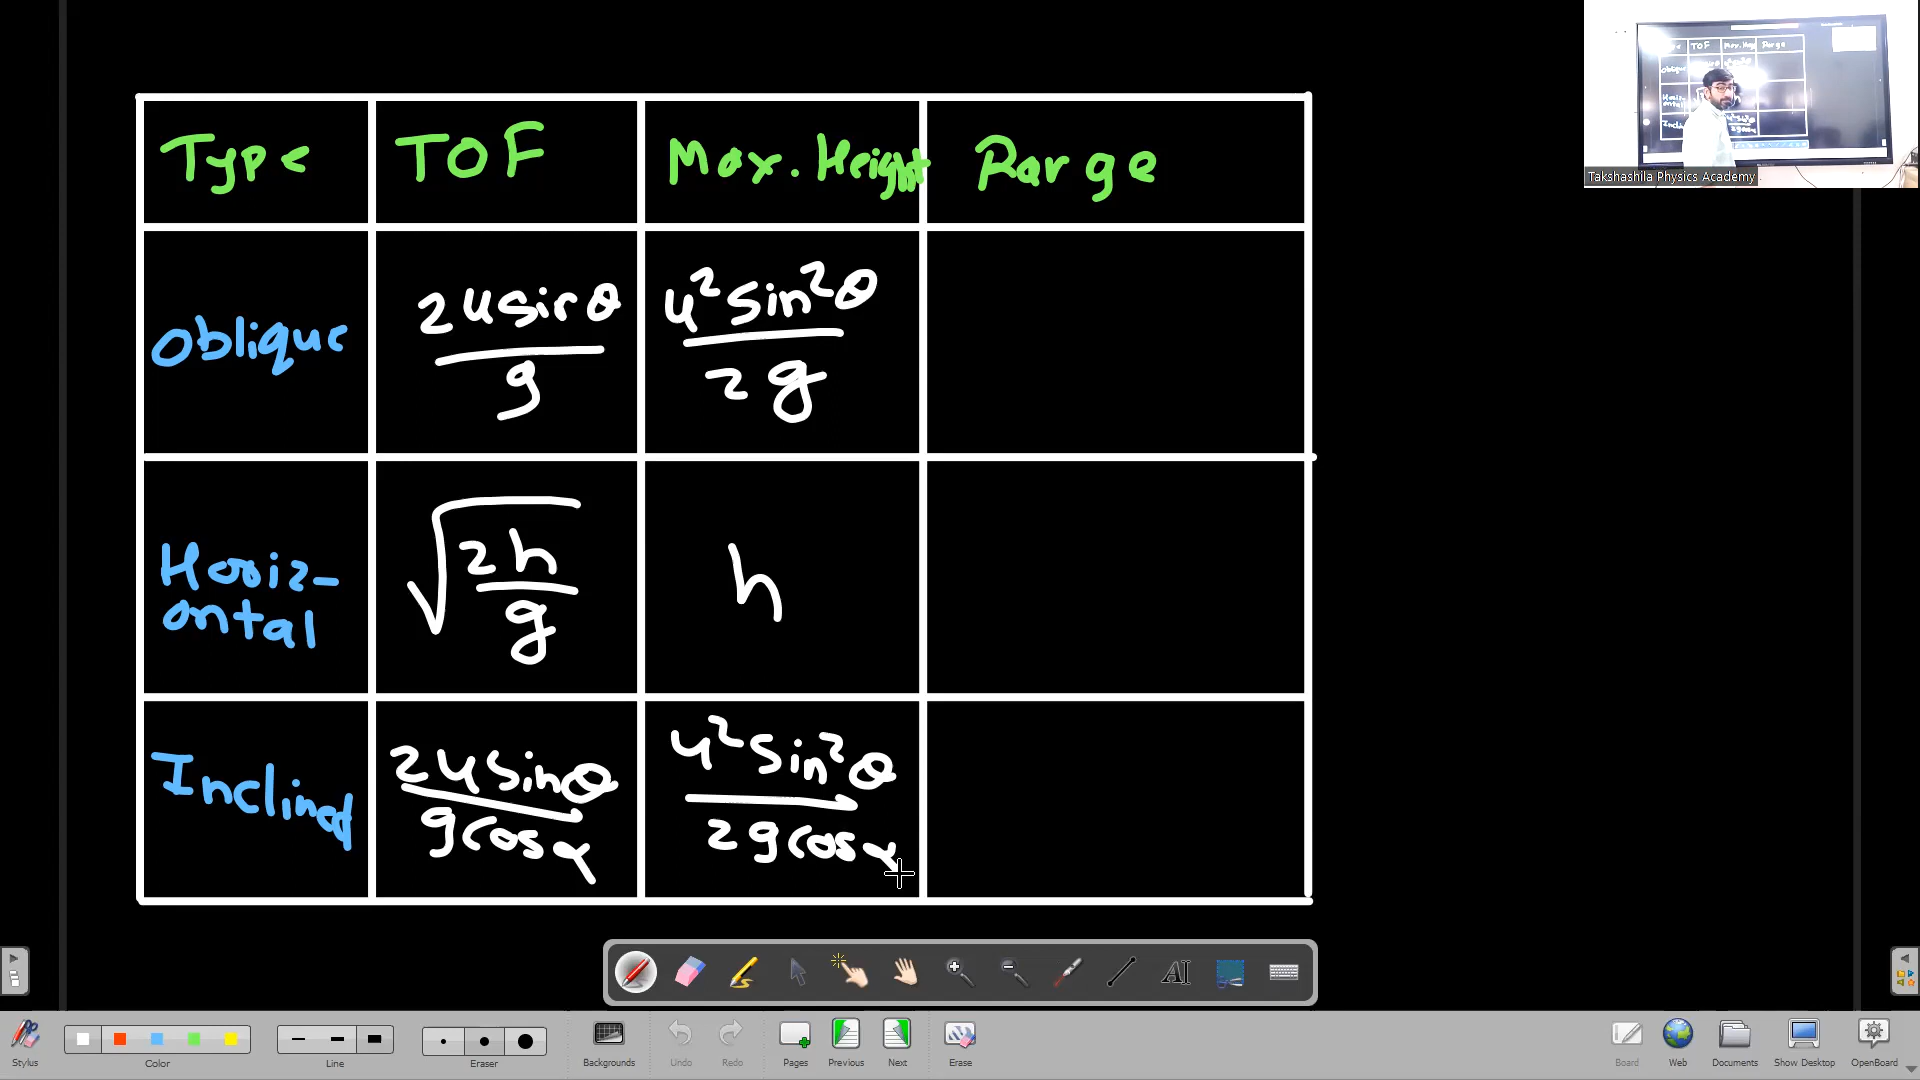 Takshashila Physics Academy
Type TOF Max. Height Range
Oblique 2usinθ/g u²sin²θ/2g
Horiz-
ontal √(2h/g) h
Inclined 2usinθ/gcosα u²sin²θ/2gcosα
Stylus Color Line Eraser Backgrounds Undo Redo Pages Previous Next Erase Board Web Documents Show Desktop OpenBoard